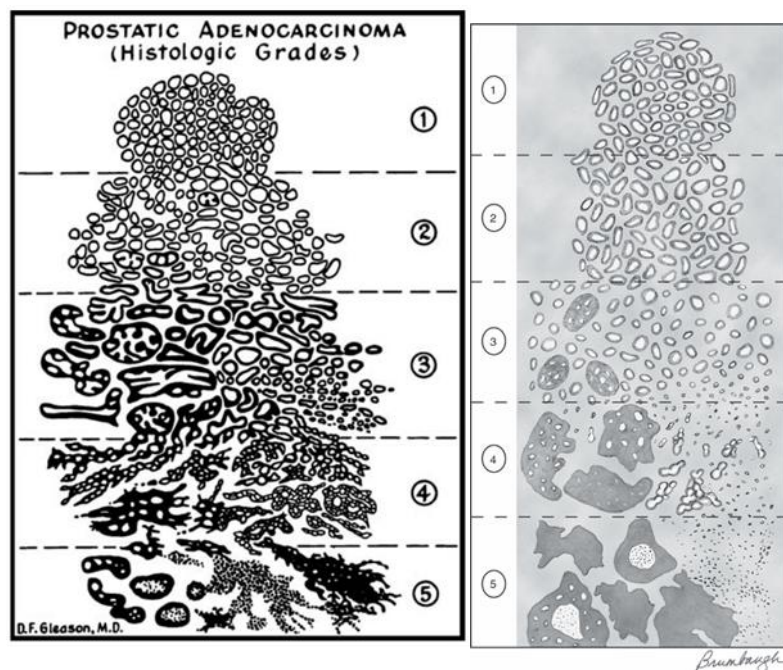 PROSTATIC ADENOCARCINOMA
(HISTOLOGIC GRADES)
1
2
3
4
5
D.F. Gleason, M.D.
1
2
3
4
5
Brumbaugh